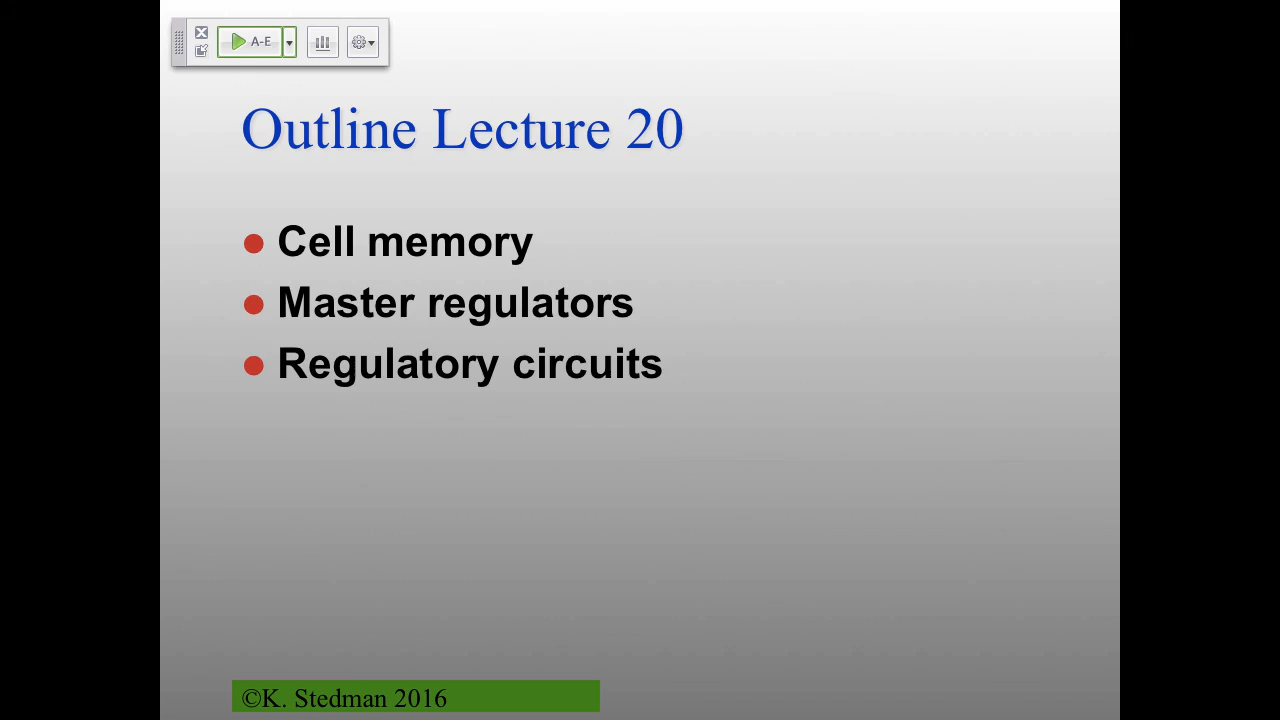 A-E
Outline Lecture 20
Cell memory
Master regulators
Regulatory circuits
©K. Stedman 2016